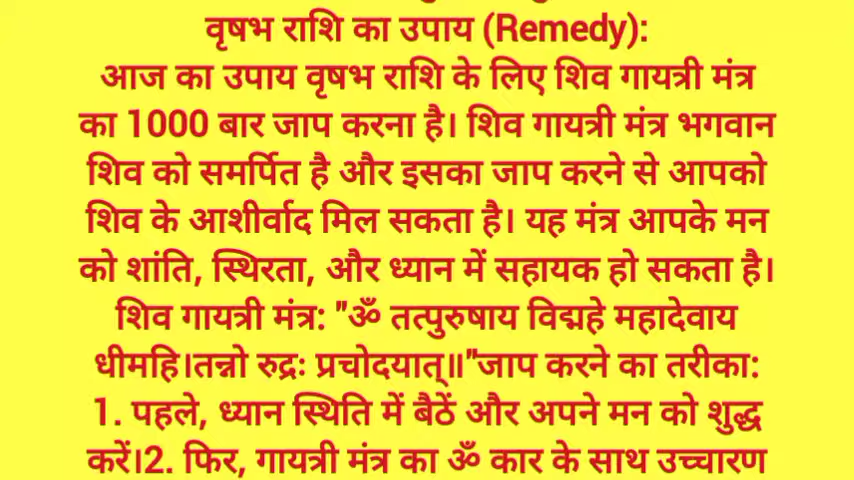 वृषभ राशि का उपाय (Remedy):
आज का उपाय वृषभ राशि के लिए शिव गायत्री मंत्र
का 1000 बार जाप करना है। शिव गायत्री मंत्र भगवान
शिव को समर्पित है और इसका जाप करने से आपको
शिव के आशीर्वाद मिल सकता है। यह मंत्र आपके मन
को शांति, स्थिरता, और ध्यान में सहायक हो सकता है।
शिव गायत्री मंत्र: "ॐ तत्पुरुषाय विद्महे महादेवाय
धीमहि।तन्नो रुद्रः प्रचोदयात्॥"जाप करने का तरीका:
1. पहले, ध्यान स्थिति में बैठें और अपने मन को शुद्ध
करें।2. फिर, गायत्री मंत्र का ॐ कार के साथ उच्चारण